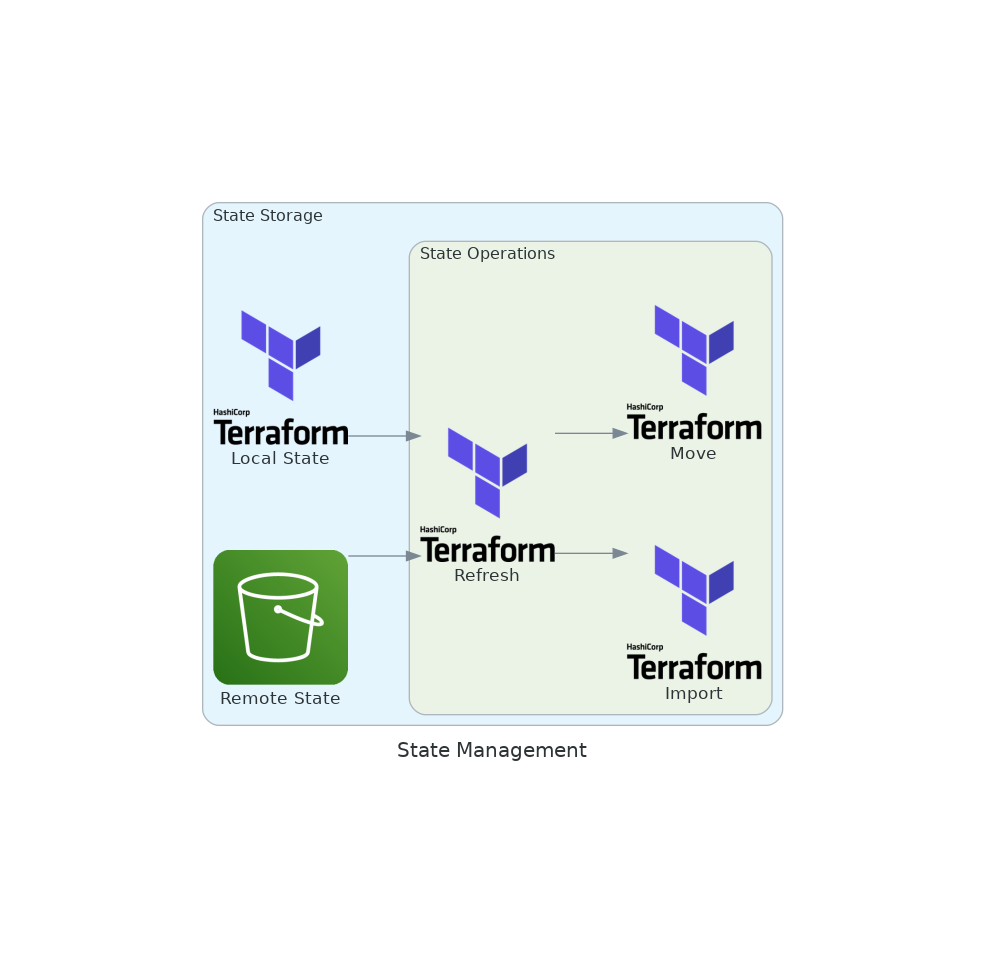 State Storage
State Operations
HashiCorp
Terraform
Local State
Remote State
HashiCorp
Terraform
Refresh
HashiCorp
Terraform
Move
HashiCorp
Terraform
Import
State Management